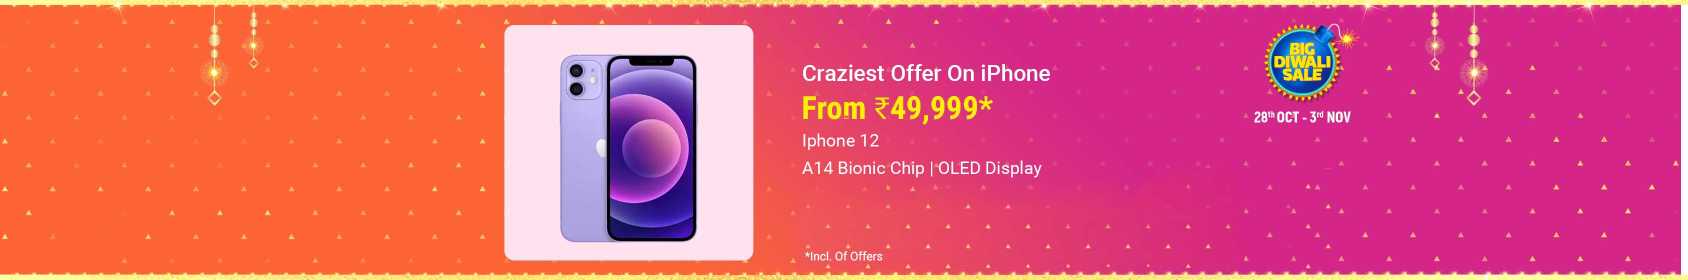 Craziest Offer On iPhone
From ₹49,999*
Iphone 12
A14 Bionic Chip | OLED Display
*Incl. Of Offers
BIG
DIWALI
SALE
28th OCT - 3rd NOV